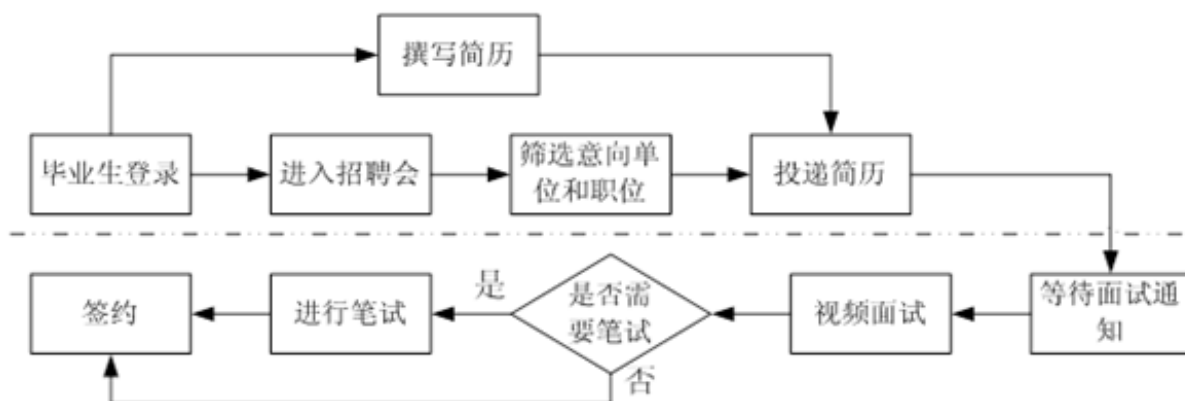 撰写简历
毕业生登录
进入招聘会
筛选意向单
位和职位
投递简历
签约
进行笔试
是
是否需
要笔试
否
视频面试
等待面试通
知